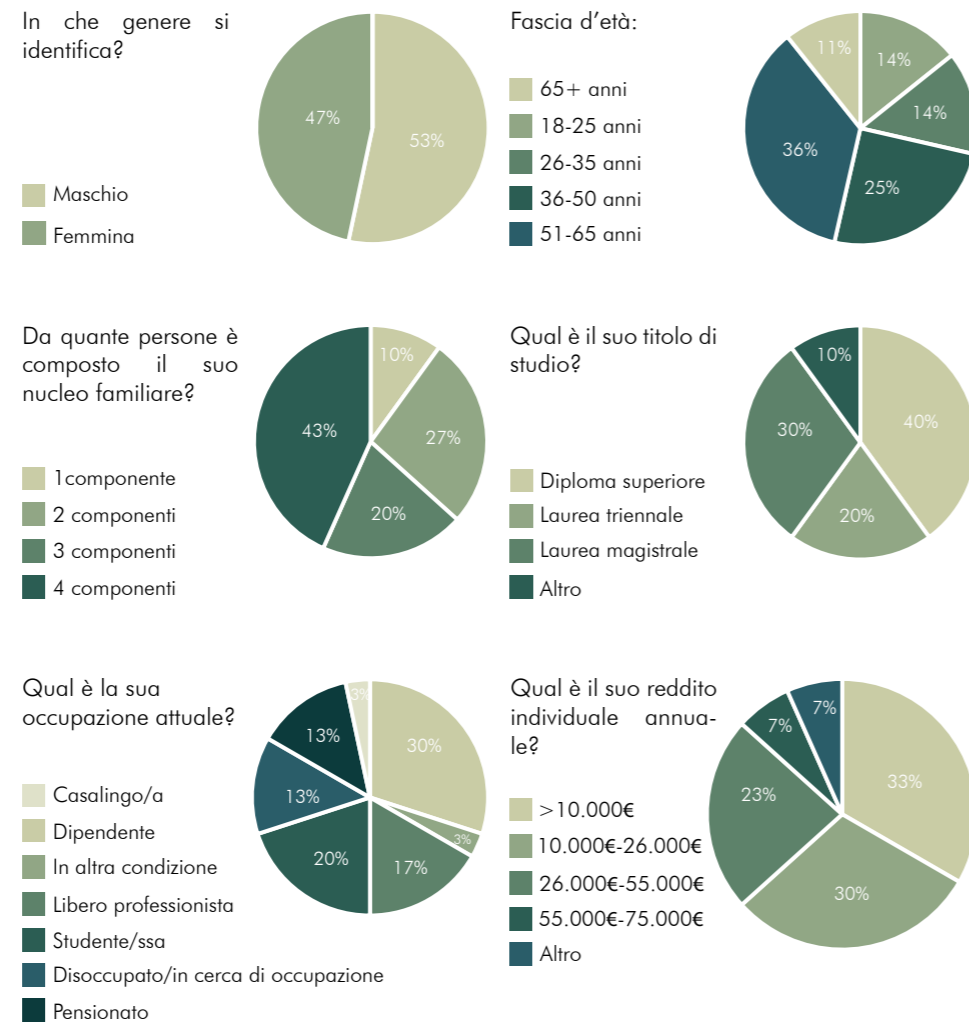 In che genere si
identifica?
Maschio
Femmina
47%
53%
Fascia d'età:
65+ anni
18-25 anni
26-35 anni
36-50 anni
51-65 anni
11%
14%
14%
36%
25%
Da quante persone è
composto il suo
nucleo familiare?
1componente
2 componenti
3 componenti
4 componenti
10%
43%
27%
20%
Qual è il suo titolo di
studio?
Diploma superiore
Laurea triennale
Laurea magistrale
Altro
10%
40%
30%
20%
Qual è la sua
occupazione attuale?
Casalingo/a
Dipendente
In altra condizione
Libero professionista
Studente/ssa
Disoccupato/in cerca di occupazione
Pensionato
3%
13%
30%
13%
3%
20%
17%
Qual è il suo reddito
individuale annua-
le?
>10.000€
10.000€-26.000€
26.000€-55.000€
55.000€-75.000€
Altro
7%
7%
33%
23%
30%